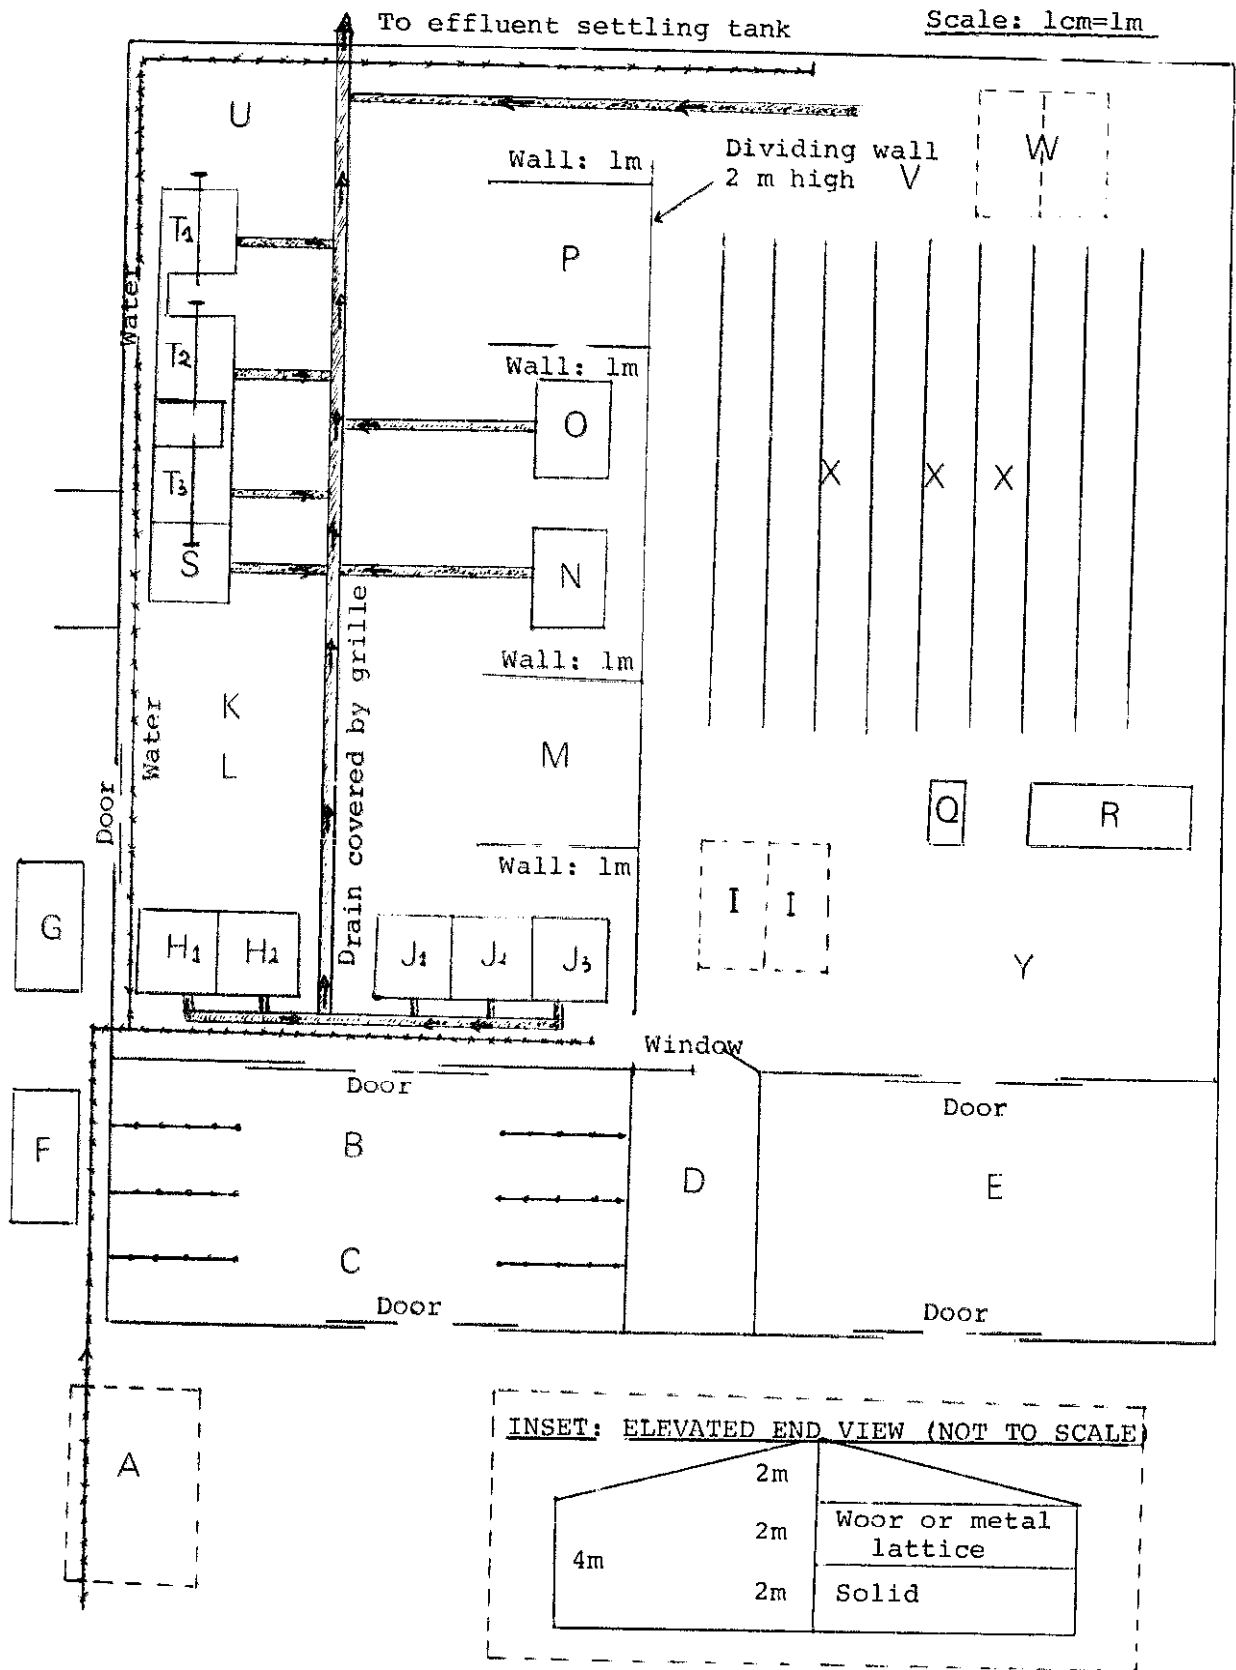 To effluent settling tank
Scale: 1cm=1m
U
W
Wall: 1m
Dividing wall
2 m high
V
T1
P
Water
T2
Wall: 1m
O
T3
X
X
X
S
N
Drain covered by grille
Wall: 1m
K
Water
L
M
Door
Q
R
Wall: 1m
I
I
G
H1
H2
J1
J2
J3
Y
Window
Door
Door
F
B
D
E
C
Door
Door
A
INSET: ELEVATED END VIEW (NOT TO SCALE)
2m
2m
Woor or metal
lattice
4m
2m
Solid